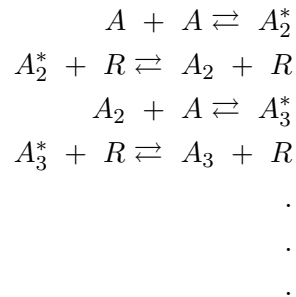 A + A ⇄ A₂*
A₂* + R ⇄ A₂ + R
A₂ + A ⇄ A₃*
A₃* + R ⇄ A₃ + R
.
.
.